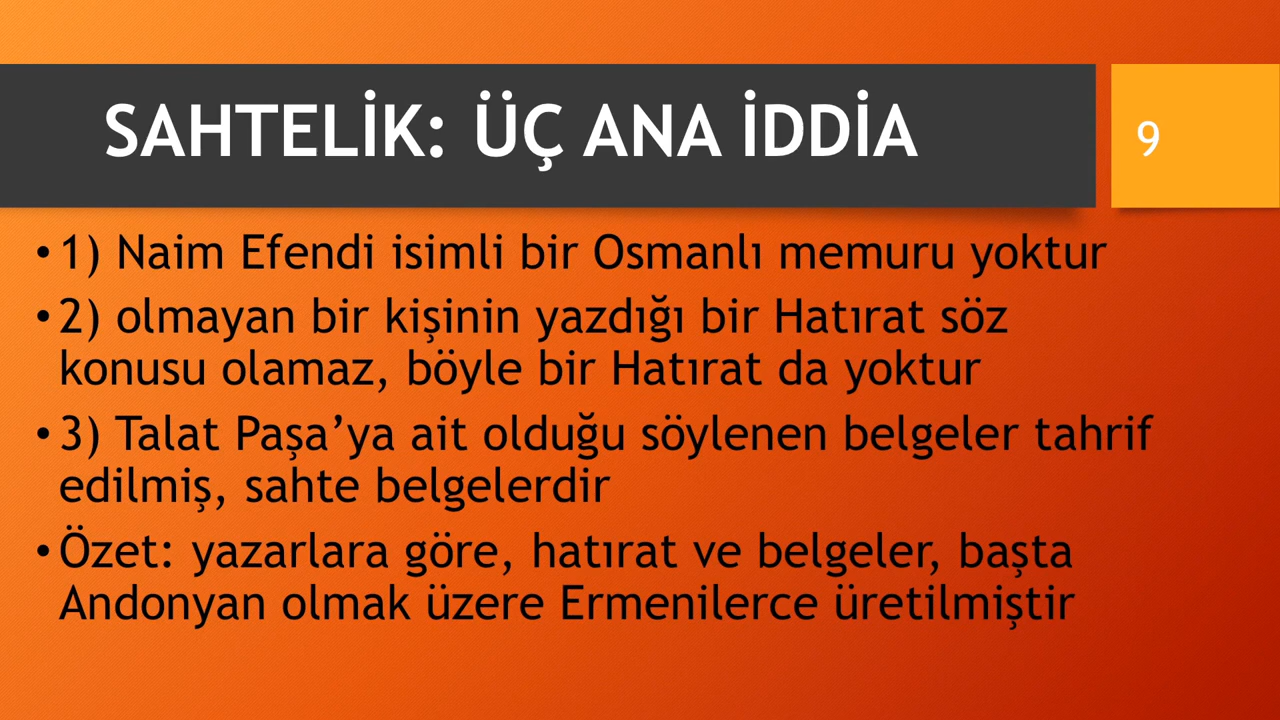 SAHTELİK: ÜÇ ANA İDDİA
9
• 1) Naim Efendi isimli bir Osmanlı memuru yoktur
• 2) olmayan bir kişinin yazdığı bir Hatırat söz
konusu olamaz, böyle bir Hatırat da yoktur
• 3) Talat Paşa’ya ait olduğu söylenen belgeler tahrif
edilmiş, sahte belgelerdir
• Özet: yazarlara göre, hatırat ve belgeler, başta
Andonyan olmak üzere Ermenilerce üretilmiştir